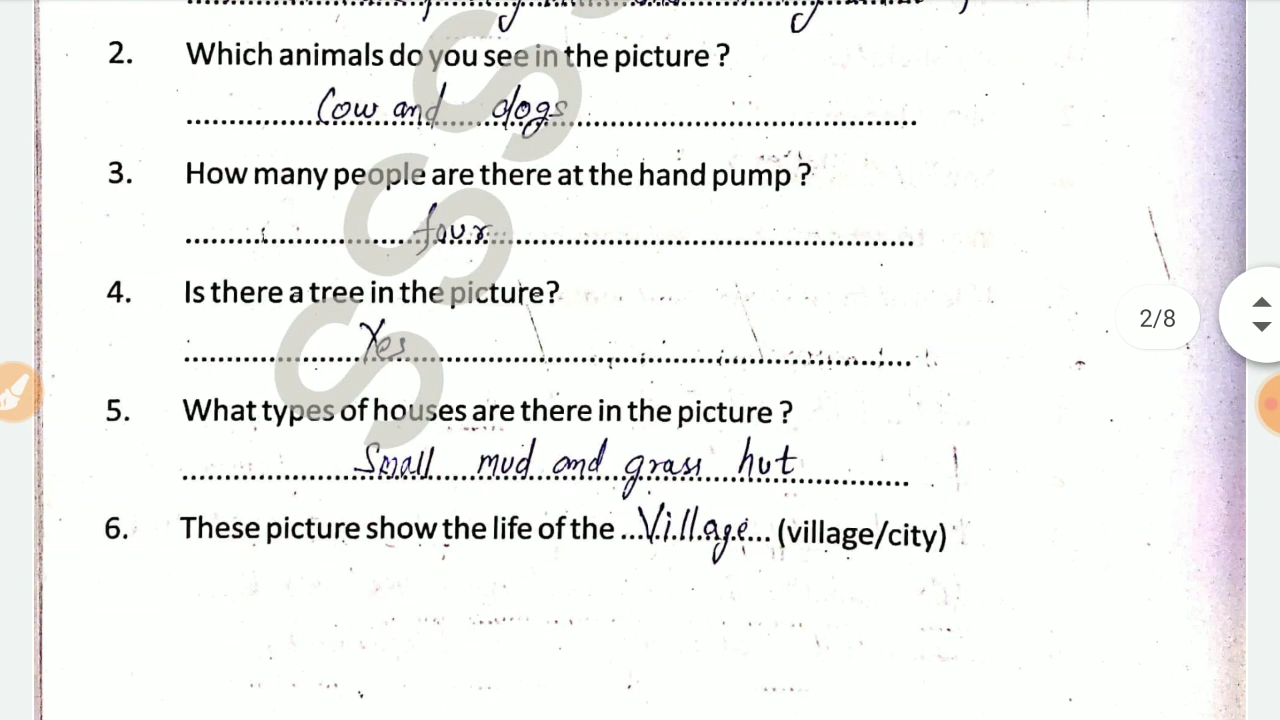 2. Which animals do you see in the picture ?
Cow and dogs
3. How many people are there at the hand pump ?
four
4. Is there a tree in the picture?
Yes
2/8
5. What types of houses are there in the picture ?
Small mud and grass hut
6. These picture show the life of the ...Village... (village/city)